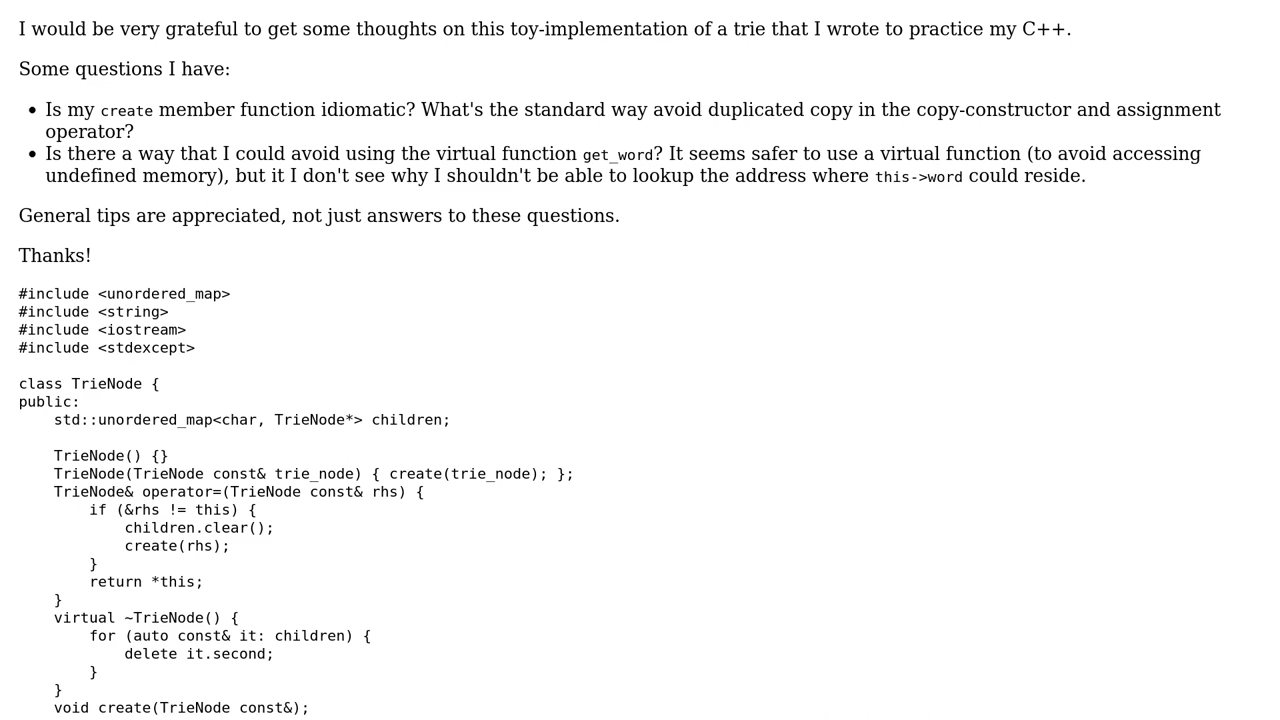 I would be very grateful to get some thoughts on this toy-implementation of a trie that I wrote to practice my C++.
Some questions I have:
• Is my create member function idiomatic? What's the standard way avoid duplicated copy in the copy-constructor and assignment
operator?
• Is there a way that I could avoid using the virtual function get_word? It seems safer to use a virtual function (to avoid accessing
undefined memory), but it I don't see why I shouldn't be able to lookup the address where this->word could reside.
General tips are appreciated, not just answers to these questions.
Thanks!
#include <unordered_map>
#include <string>
#include <iostream>
#include <stdexcept>
class TrieNode {
public:
    std::unordered_map<char, TrieNode*> children;
    TrieNode() {}
    TrieNode(TrieNode const& trie_node) { create(trie_node); };
    TrieNode& operator=(TrieNode const& rhs) {
        if (&rhs != this) {
            children.clear();
            create(rhs);
        }
        return *this;
    }
    virtual ~TrieNode() {
        for (auto const& it: children) {
            delete it.second;
        }
    }
    void create(TrieNode const&);